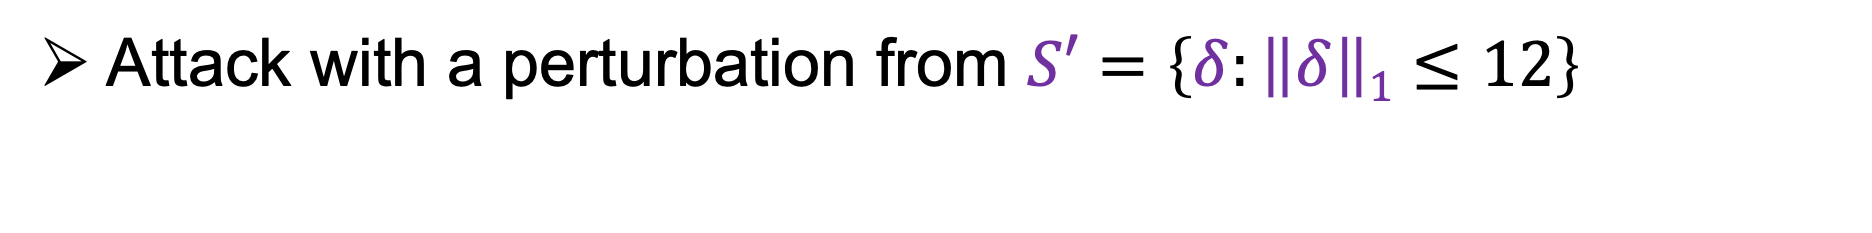 ➢ Attack with a perturbation from 𝑆′ = {𝛿: ‖𝛿‖₁ ≤ 12}